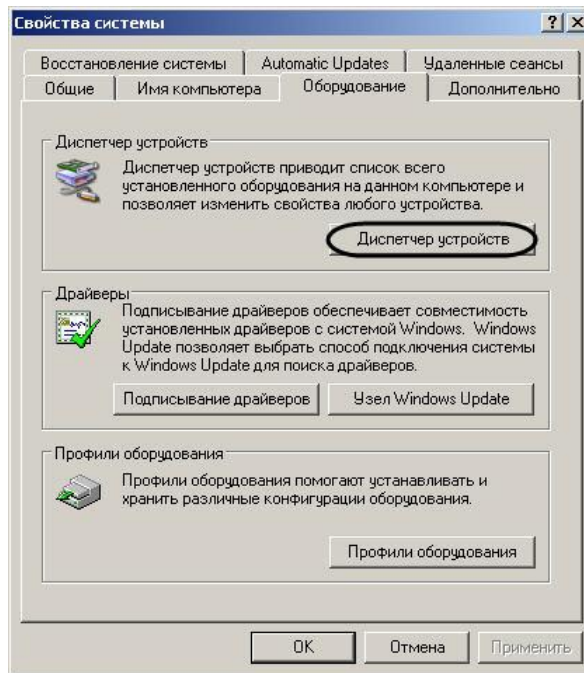 Свойства системы
Восстановление системы
Automatic Updates
Удаленные сеансы
Общие
Имя компьютера
Оборудование
Дополнительно
Диспетчер устройств
Диспетчер устройств приводит список всего
установленного оборудования на данном компьютере и
позволяет изменить свойства любого устройства.
Диспетчер устройств
Драйверы
Подписывание драйверов обеспечивает совместимость
установленных драйверов с системой Windows. Windows
Update позволяет выбрать способ подключения системы
к Windows Update для поиска драйверов.
Подписывание драйверов
Узел Windows Update
Профили оборудования
Профили оборудования помогают устанавливать и
хранить различные конфигурации оборудования.
Профили оборудования
OK
Отмена
Применить